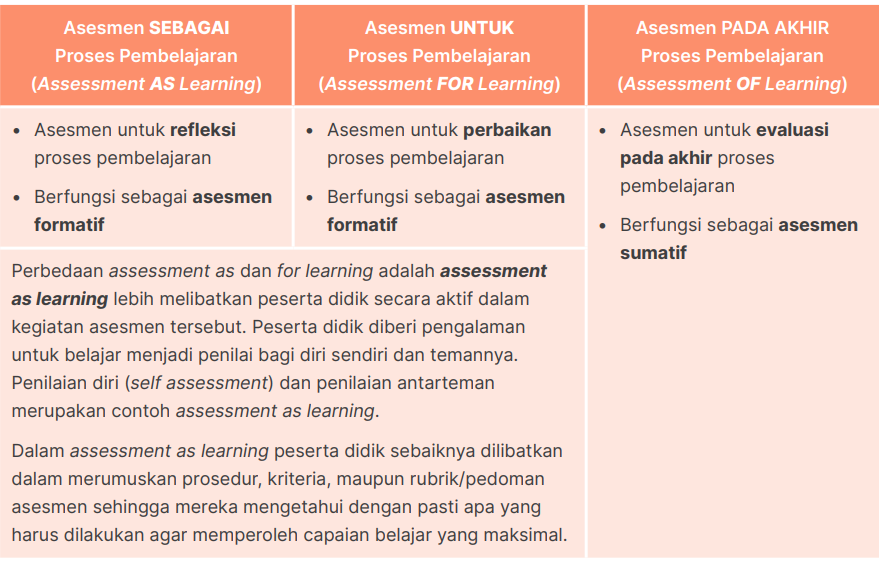 Asesmen SEBAGAI
Proses Pembelajaran
(Assessment AS Learning)
Asesmen UNTUK
Proses Pembelajaran
(Assessment FOR Learning)
Asesmen PADA AKHIR
Proses Pembelajaran
(Assessment OF Learning)
• Asesmen untuk refleksi
proses pembelajaran
• Berfungsi sebagai asesmen
formatif
• Asesmen untuk perbaikan
proses pembelajaran
• Berfungsi sebagai asesmen
formatif
• Asesmen untuk evaluasi
pada akhir proses
pembelajaran
• Berfungsi sebagai asesmen
sumatif
Perbedaan assessment as dan for learning adalah assessment
as learning lebih melibatkan peserta didik secara aktif dalam
kegiatan asesmen tersebut. Peserta didik diberi pengalaman
untuk belajar menjadi penilai bagi diri sendiri dan temannya.
Penilaian diri (self assessment) dan penilaian antarteman
merupakan contoh assessment as learning.
Dalam assessment as learning peserta didik sebaiknya dilibatkan
dalam merumuskan prosedur, kriteria, maupun rubrik/pedoman
asesmen sehingga mereka mengetahui dengan pasti apa yang
harus dilakukan agar memperoleh capaian belajar yang maksimal.